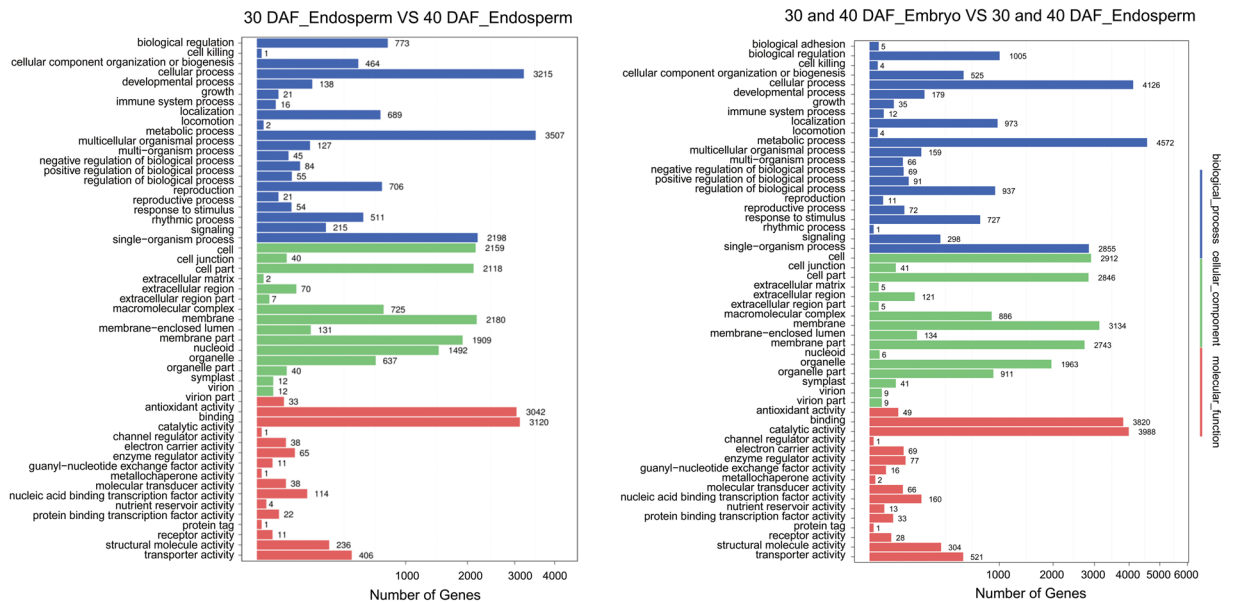 30 DAF_Endosperm VS 40 DAF_Endosperm
biological regulation 773
cell killing 1
cellular component organization or biogenesis 464
cellular process 3215
developmental process 138
growth 21
immune system process 16
localization 689
locomotion 2
metabolic process 3507
multicellular organismal process 127
multi-organism process 45
negative regulation of biological process 84
positive regulation of biological process 55
regulation of biological process 706
reproduction 21
reproductive process 54
response to stimulus 511
rhythmic process 215
signaling 2198
single-organism process 2159
cell 40
cell junction 2118
cell part 2
extracellular matrix 70
extracellular region 7
extracellular region part 725
macromolecular complex 2180
membrane 131
membrane-enclosed lumen 1909
membrane part 1492
nucleoid 637
organelle 40
organelle part 12
symplast 12
virion 33
virion part 3042
antioxidant activity 3120
binding 1
catalytic activity 38
channel regulator activity 65
electron carrier activity 11
enzyme regulator activity 1
guanyl-nucleotide exchange factor activity 38
metallochaperone activity 114
molecular transducer activity 4
nucleic acid binding transcription factor activity 22
nutrient reservoir activity 1
protein binding transcription factor activity 11
protein tag 236
receptor activity 406
structural molecule activity
transporter activity
1000 2000 3000 4000
Number of Genes
30 and 40 DAF_Embryo VS 30 and 40 DAF_Endosperm
biological adhesion 5
biological regulation 1005
cell killing 4
cellular component organization or biogenesis 525
cellular process 4126
developmental process 179
growth 35
immune system process 12
localization 973
locomotion 4
metabolic process 4572
multicellular organismal process 159
multi-organism process 66
negative regulation of biological process 69
positive regulation of biological process 91
regulation of biological process 937
reproduction 11
reproductive process 72
response to stimulus 727
rhythmic process 1
signaling 298
single-organism process 2855
cell 2912
cell junction 41
cell part 2846
extracellular matrix 5
extracellular region 121
extracellular region part 5
macromolecular complex 886
membrane 3134
membrane-enclosed lumen 134
membrane part 2743
nucleoid 6
organelle 1963
organelle part 911
symplast 41
virion 9
virion part 9
antioxidant activity 49
binding 3820
catalytic activity 3988
channel regulator activity 1
electron carrier activity 69
enzyme regulator activity 77
guanyl-nucleotide exchange factor activity 16
metallochaperone activity 2
molecular transducer activity 66
nucleic acid binding transcription factor activity 160
nutrient reservoir activity 13
protein binding transcription factor activity 33
protein tag 1
receptor activity 28
structural molecule activity 304
transporter activity 521
1000 2000 3000 4000 5000 6000
Number of Genes
biological_process cellular_component molecular_function